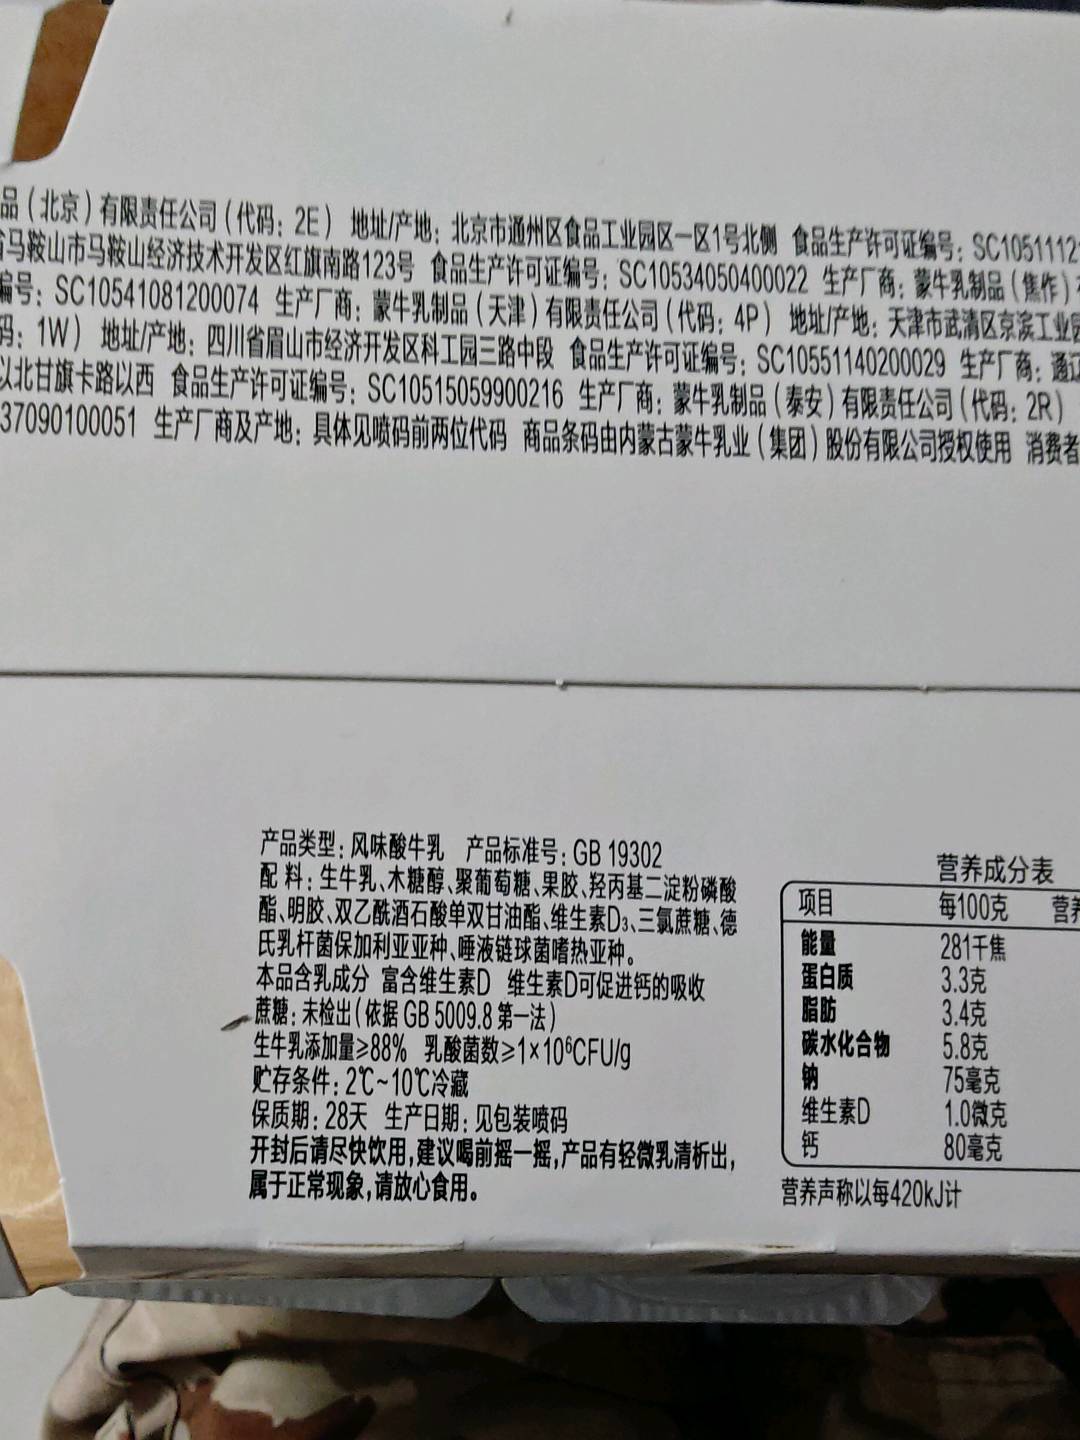 品（北京）有限责任公司（代码：2E） 地址/产地：北京市通州区食品工业园区一区1号北侧 食品生产许可证编号：SC1051112
省马鞍山市马鞍山经济技术开发区红旗南路123号 食品生产许可证编号：SC10534050400022 生产厂商：蒙牛乳制品（焦作）
编号：SC10541081200074 生产厂商：蒙牛乳制品（天津）有限责任公司（代码：4P） 地址/产地：天津市武清区京滨工业园
码：1W） 地址/产地：四川省眉山市经济开发区科工园三路中段 食品生产许可证编号：SC10551140200029 生产厂商：通辽
以北甘旗卡路以西 食品生产许可证编号：SC10515059900216 生产厂商：蒙牛乳制品（泰安）有限责任公司（代码：2R）
37090100051 生产厂商及产地：具体见喷码前两位代码 商品条码由内蒙古蒙牛乳业（集团）股份有限公司授权使用 消费者
产品类型：风味酸牛乳 产品标准号：GB 19302
配料：生牛乳、木糖醇、聚葡萄糖、果胶、羟丙基二淀粉磷酸
酯、明胶、双乙酰酒石酸单双甘油酯、维生素D3、三氯蔗糖、德
氏乳杆菌保加利亚亚种、唾液链球菌嗜热亚种。
本品含乳成分 富含维生素D 维生素D可促进钙的吸收
蔗糖：未检出（依据 GB 5009.8 第一法）
生牛乳添加量≥88% 乳酸菌数≥1×10⁶CFU/g
贮存条件：2℃~10℃冷藏
保质期：28天 生产日期：见包装喷码
开封后请尽快饮用，建议喝前摇一摇，产品有轻微乳清析出，
属于正常现象，请放心食用。
营养成分表
项目 每100克 营养
能量 281千焦
蛋白质 3.3克
脂肪 3.4克
碳水化合物 5.8克
钠 75毫克
维生素D 1.0微克
钙 80毫克
营养声称以每420kJ计